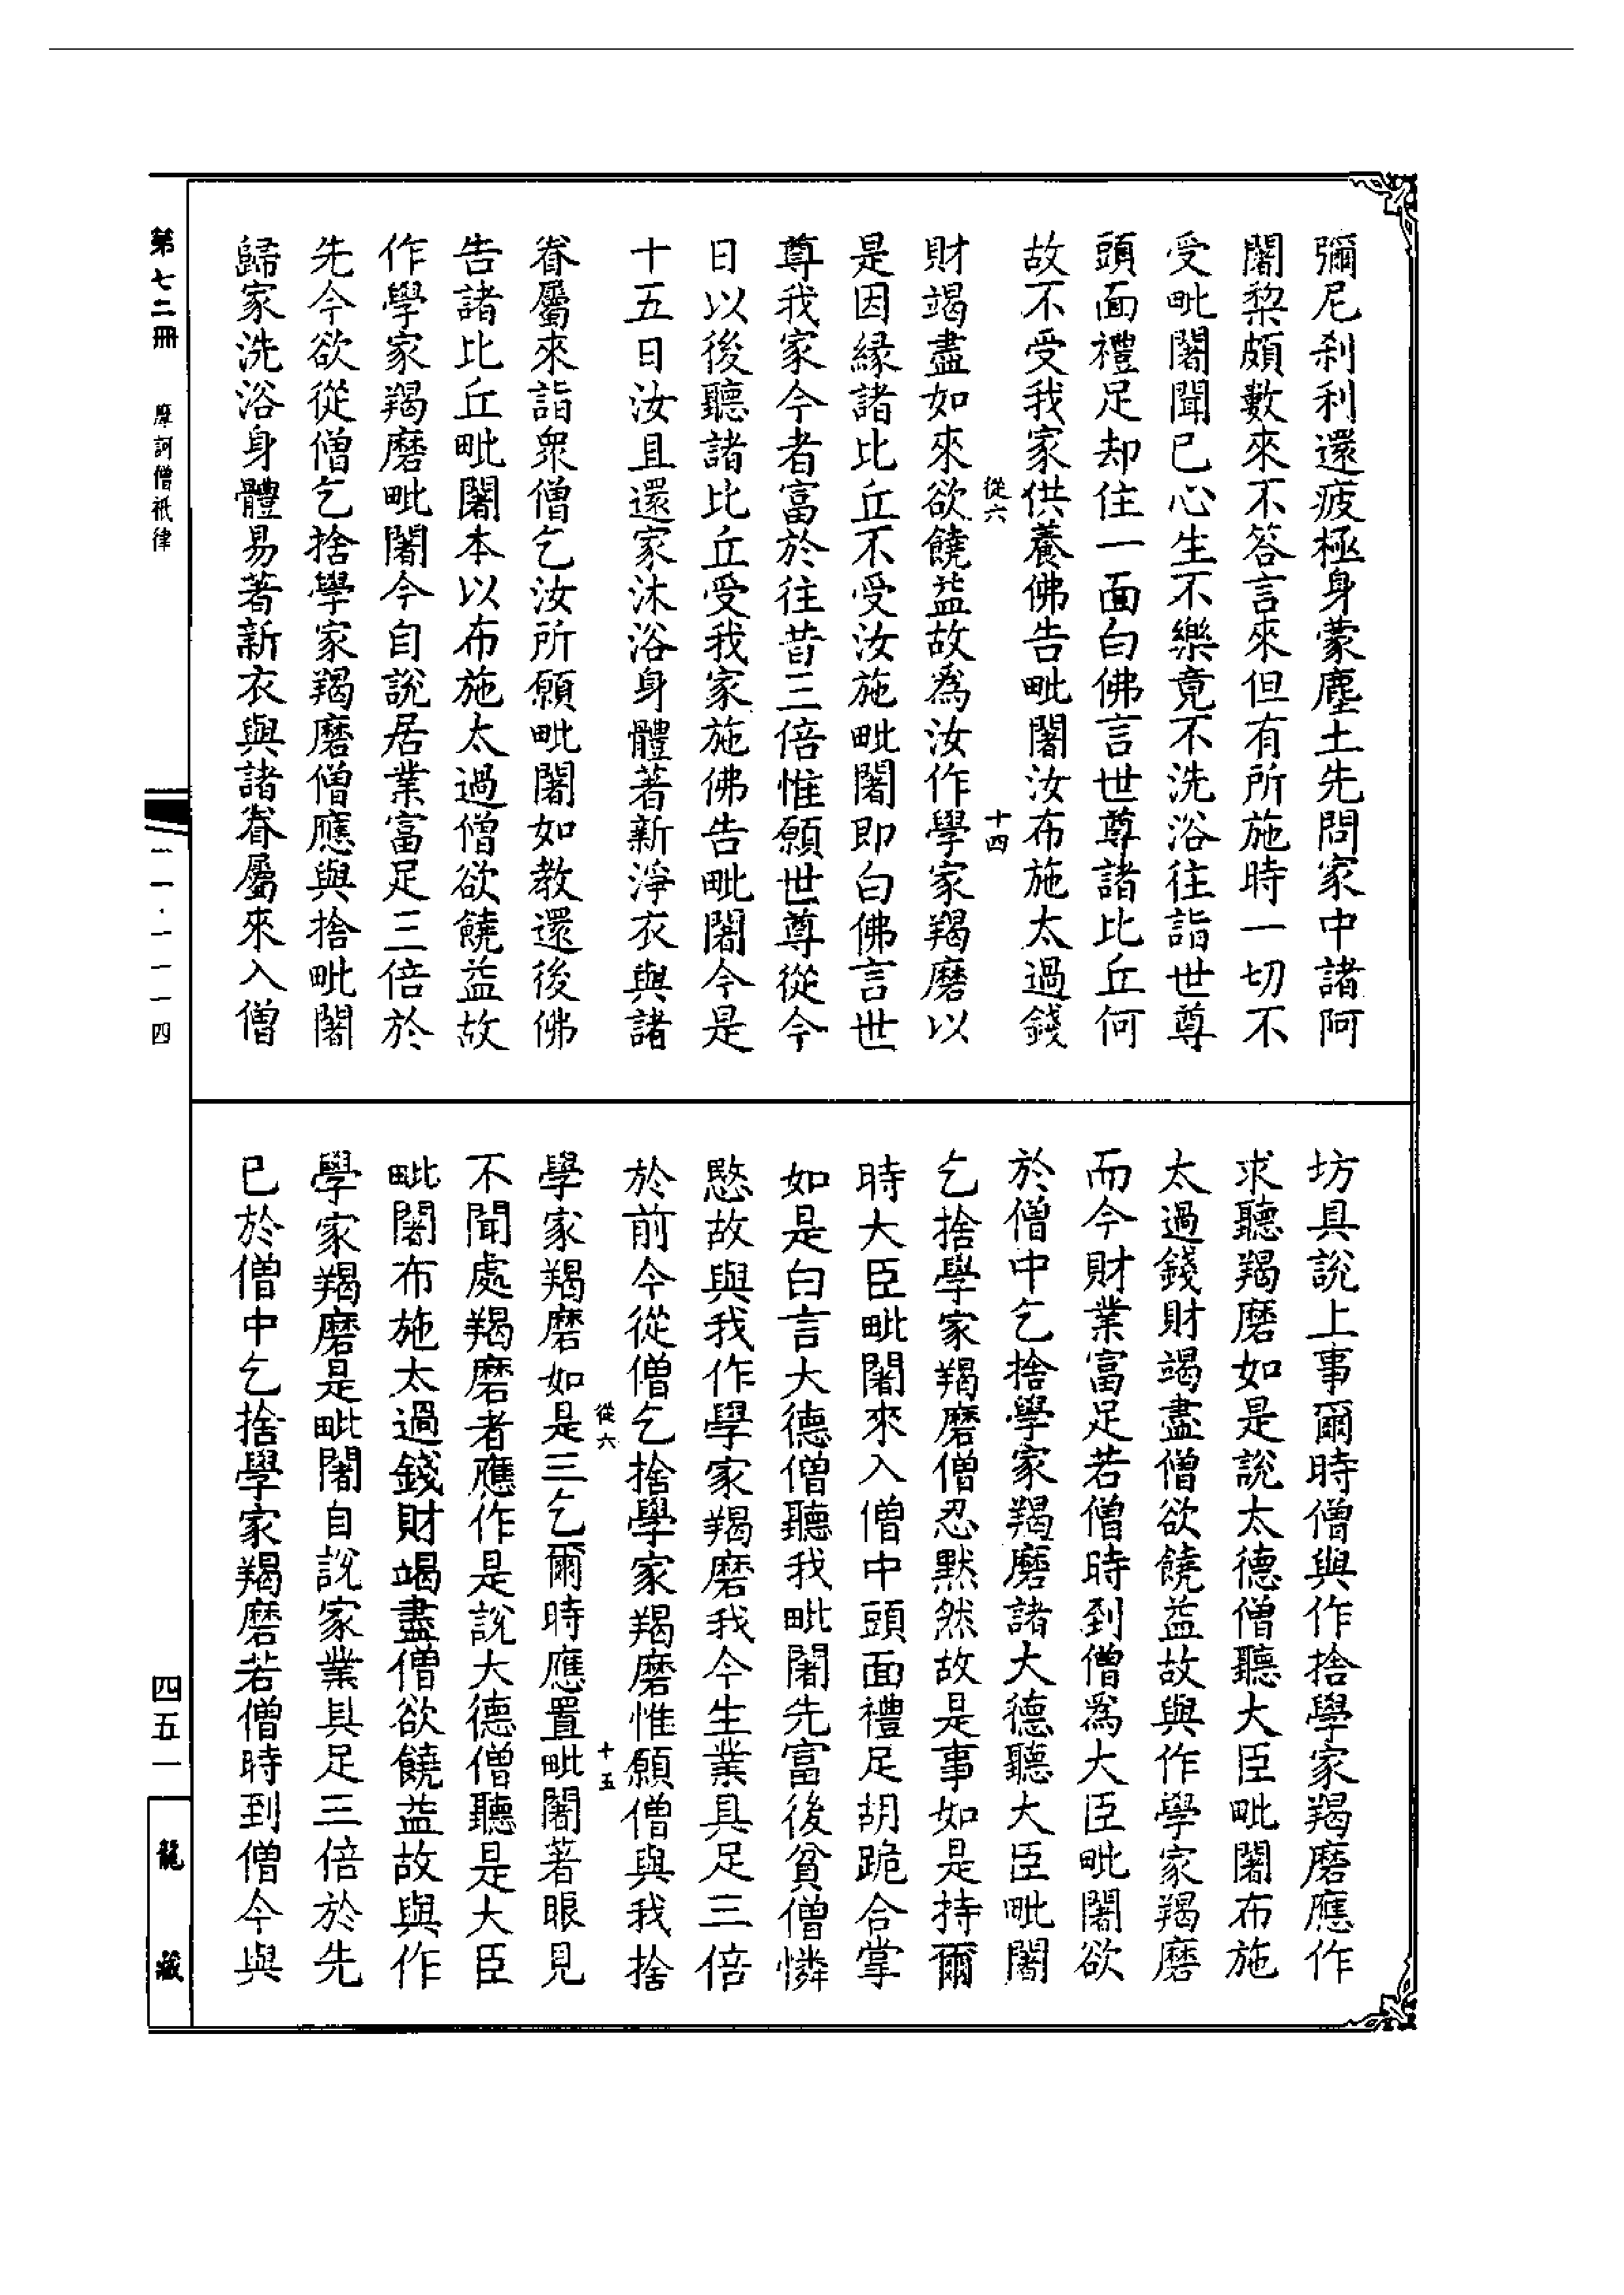 彌尼刹利還疲極身蒙塵土先問家中諸阿
闍棃頗數來不答言來但有所施時一切不
受毗闍聞已心生不樂竟不洗浴往詣世尊
頭面禮足却住一面白佛言世尊諸比丘何
故不受我家供養佛告毗闍汝布施太過錢
從六 十四
財竭盡如來欲饒益故爲汝作學家羯磨以
是因緣諸比丘不受汝施毗闍即白佛言世
尊我家今者富於往昔三倍惟願世尊從今
日以後聽諸比丘受我家施佛告毗闍今是
十五日汝且還家沐浴身體著新淨衣與諸
眷屬來詣衆僧乞汝所願毗闍如教還後佛
告諸比丘毗闍本以布施太過僧欲饒益故
作學家羯磨毗闍今自說居業富足三倍於
先今欲從僧乞捨學家羯磨僧應與捨毗闍
歸家洗浴身體易著新衣與諸眷屬來入僧
坊具說上事爾時僧與作捨學家羯磨應作
求聽羯磨如是說大德僧聽大臣毗闍布施
太過錢財竭盡僧欲饒益故與作學家羯磨
而今財業富足若僧時到僧爲大臣毗闍欲
於僧中乞捨學家羯磨諸大德聽大臣毗闍
乞捨學家羯磨僧忍默然故是事如是持爾
時大臣毗闍來入僧中頭面禮足胡跪合掌
如是白言大德僧聽我毗闍先富後貧僧憐
愍故與我作學家羯磨我今生業具足三倍
於前今從僧乞捨學家羯磨惟願僧與我捨
從六 十五
學家羯磨如是三乞爾時應置毗闍著眼見
不聞處羯磨者應作是說大德僧聽是大臣
毗闍布施太過錢財竭盡僧欲饒益故與作
學家羯磨是毗闍自說家業具足三倍於先
已於僧中乞捨學家羯磨若僧時到僧今與
第七二冊 摩訶僧祇律
一一·一一一四
四五一
龍藏